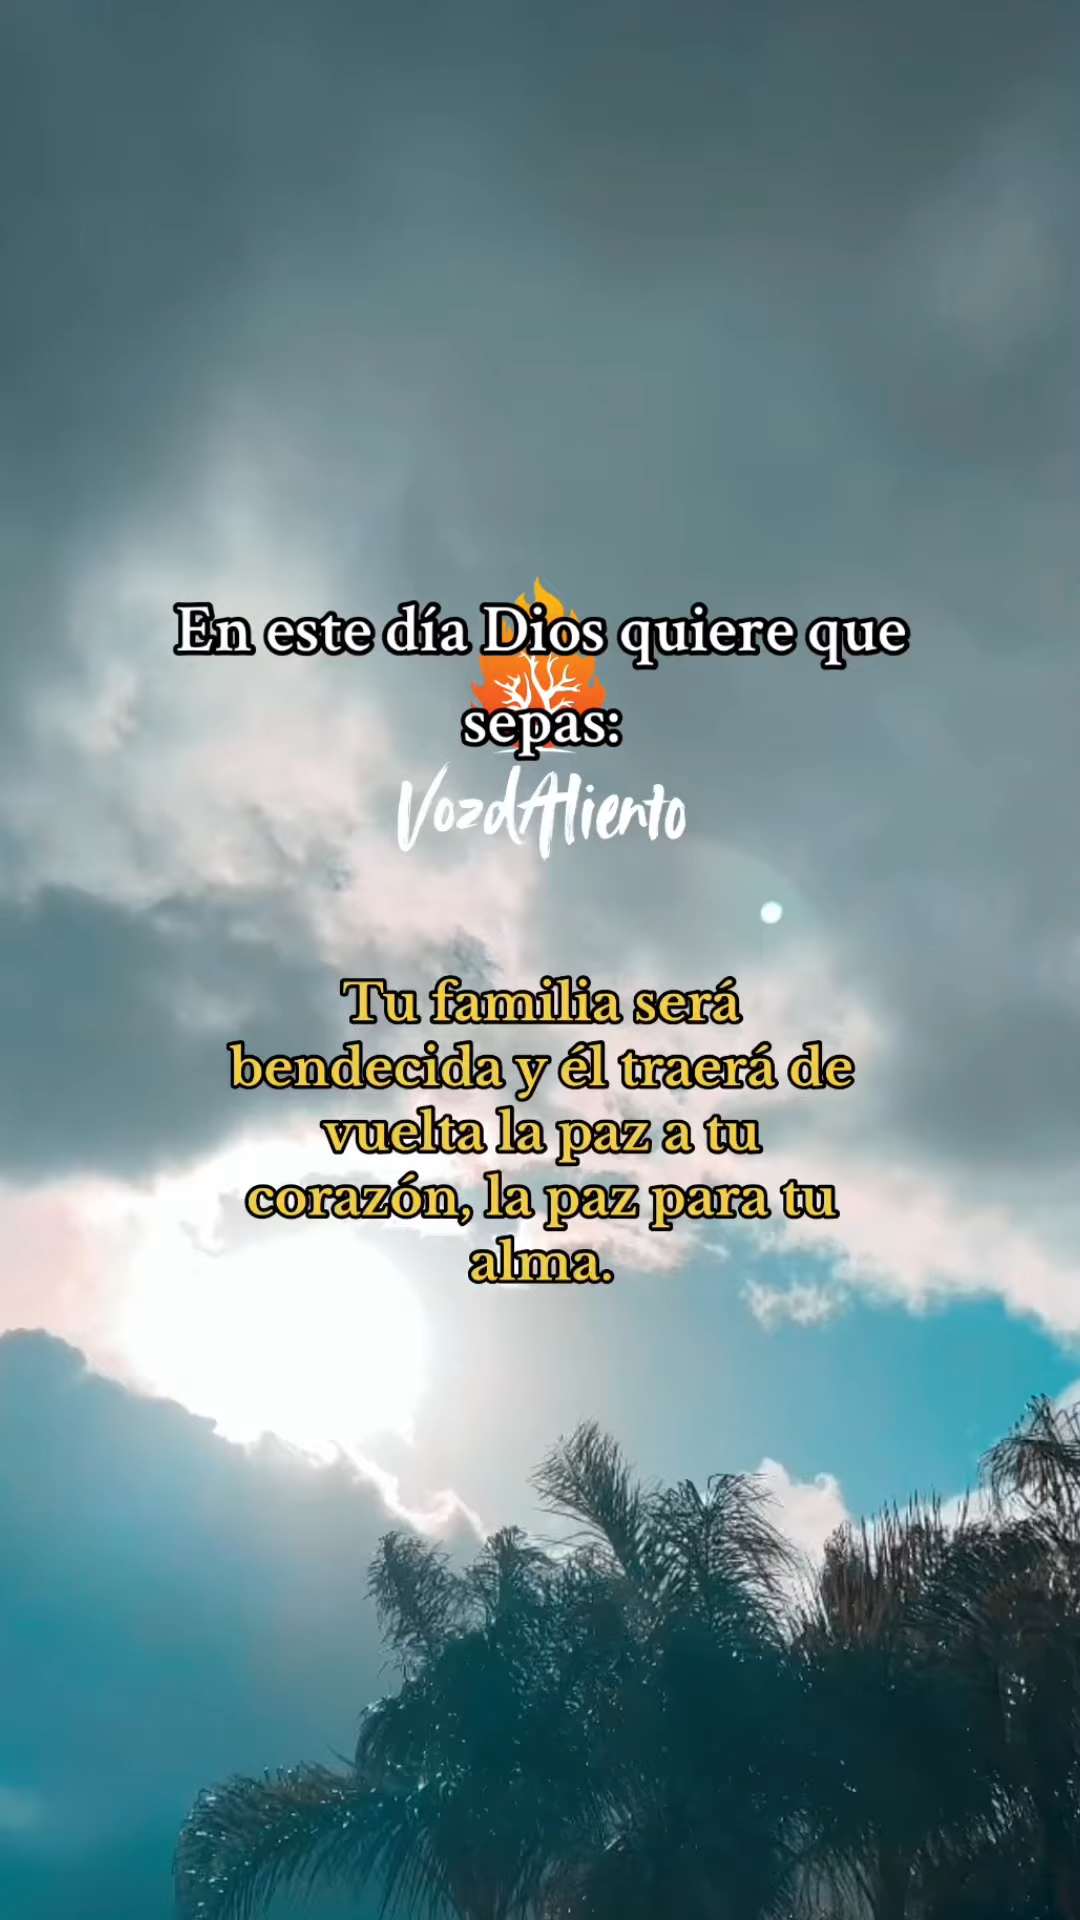 En este día Dios quiere que
sepas:
VozdAliento
Tu familia será
bendecida y él traerá de
vuelta la paz a tu
corazón, la paz para tu
alma.